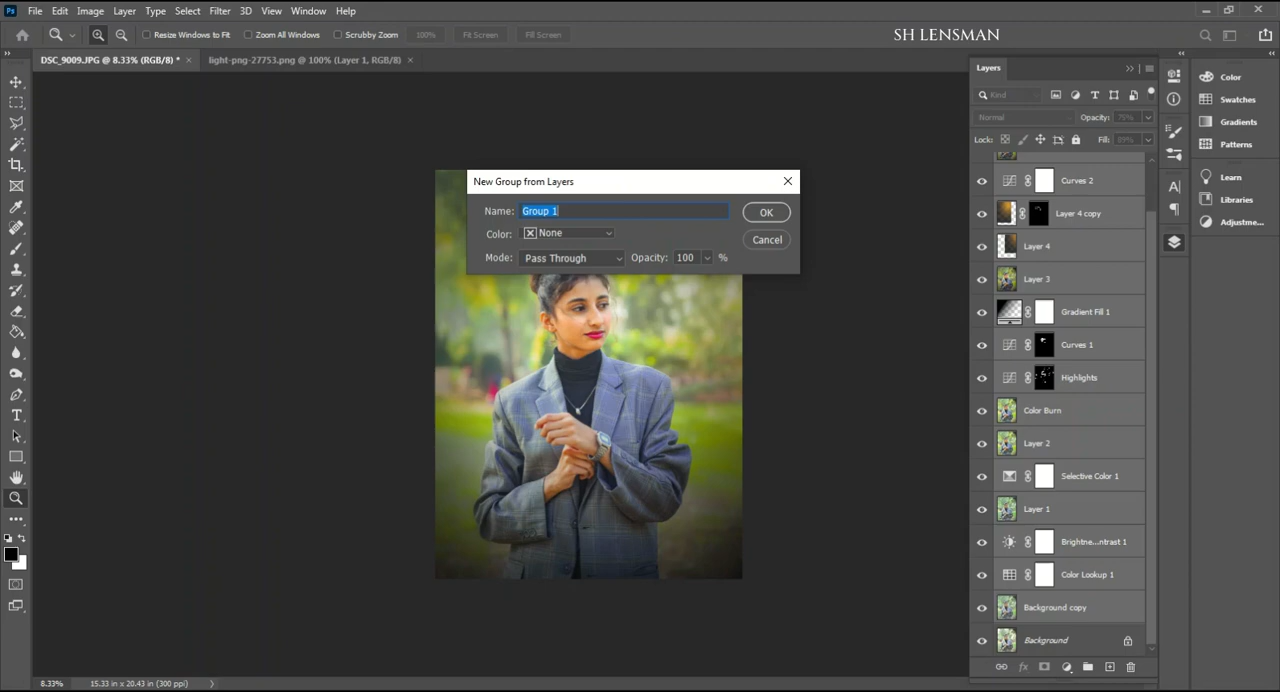 Ps File Edit Image Layer Type Select Filter 3D View Window Help
Resize Windows to Fit Zoom All Windows Scrubby Zoom 100% Fit Screen Fill Screen SH LENSMAN
DSC_9009.JPG @ 8.33% (RGB/8) * × light-png-27753.png @ 100% (Layer 1, RGB/8) ×
Layers
Kind
Normal Opacity: 75%
Lock: Fill: 89%
Curves 2
Layer 4 copy
Layer 4
Layer 3
Gradient Fill 1
Curves 1
Highlights
Color Burn
Layer 2
Selective Color 1
Layer 1
Brightne...ntrast 1
Color Lookup 1
Background copy
Background
Color
Swatches
Gradients
Patterns
Learn
Libraries
Adjustme...
New Group from Layers
Name: Group 1 OK
Color: None Cancel
Mode: Pass Through Opacity: 100 %
8.33% 15.33 in x 20.43 in (300 ppi)